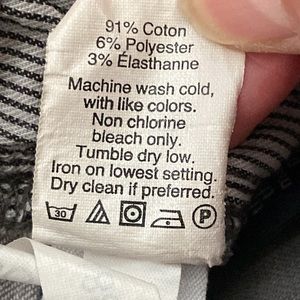 91% Coton
6% Polyester
3% Élasthanne
Machine wash cold,
with like colors.
Non chlorine
bleach only.
Tumble dry low.
Iron on lowest setting.
Dry clean if preferred.
30 P